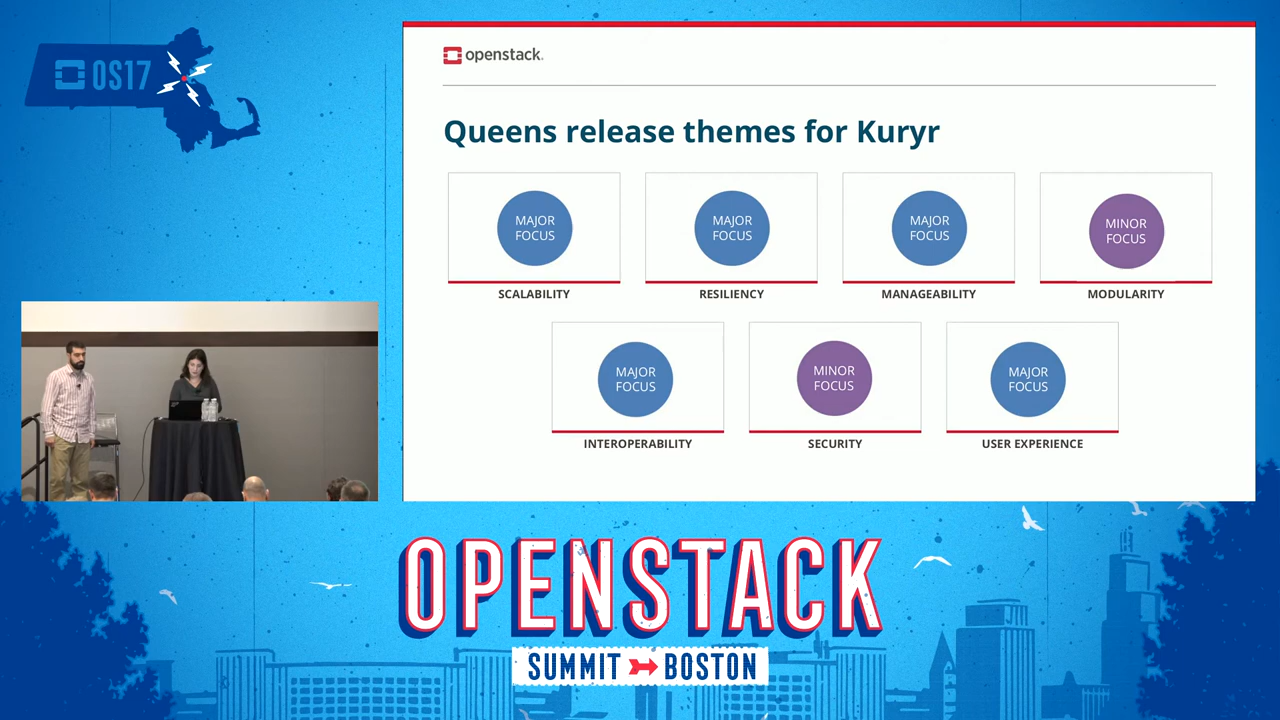 OS17
openstack.
Queens release themes for Kuryr
MAJOR
FOCUS
MAJOR
FOCUS
MAJOR
FOCUS
MINOR
FOCUS
SCALABILITY
RESILIENCY
MANAGEABILITY
MODULARITY
MAJOR
FOCUS
MINOR
FOCUS
MAJOR
FOCUS
INTEROPERABILITY
SECURITY
USER EXPERIENCE
OPENSTACK
SUMMIT BOSTON